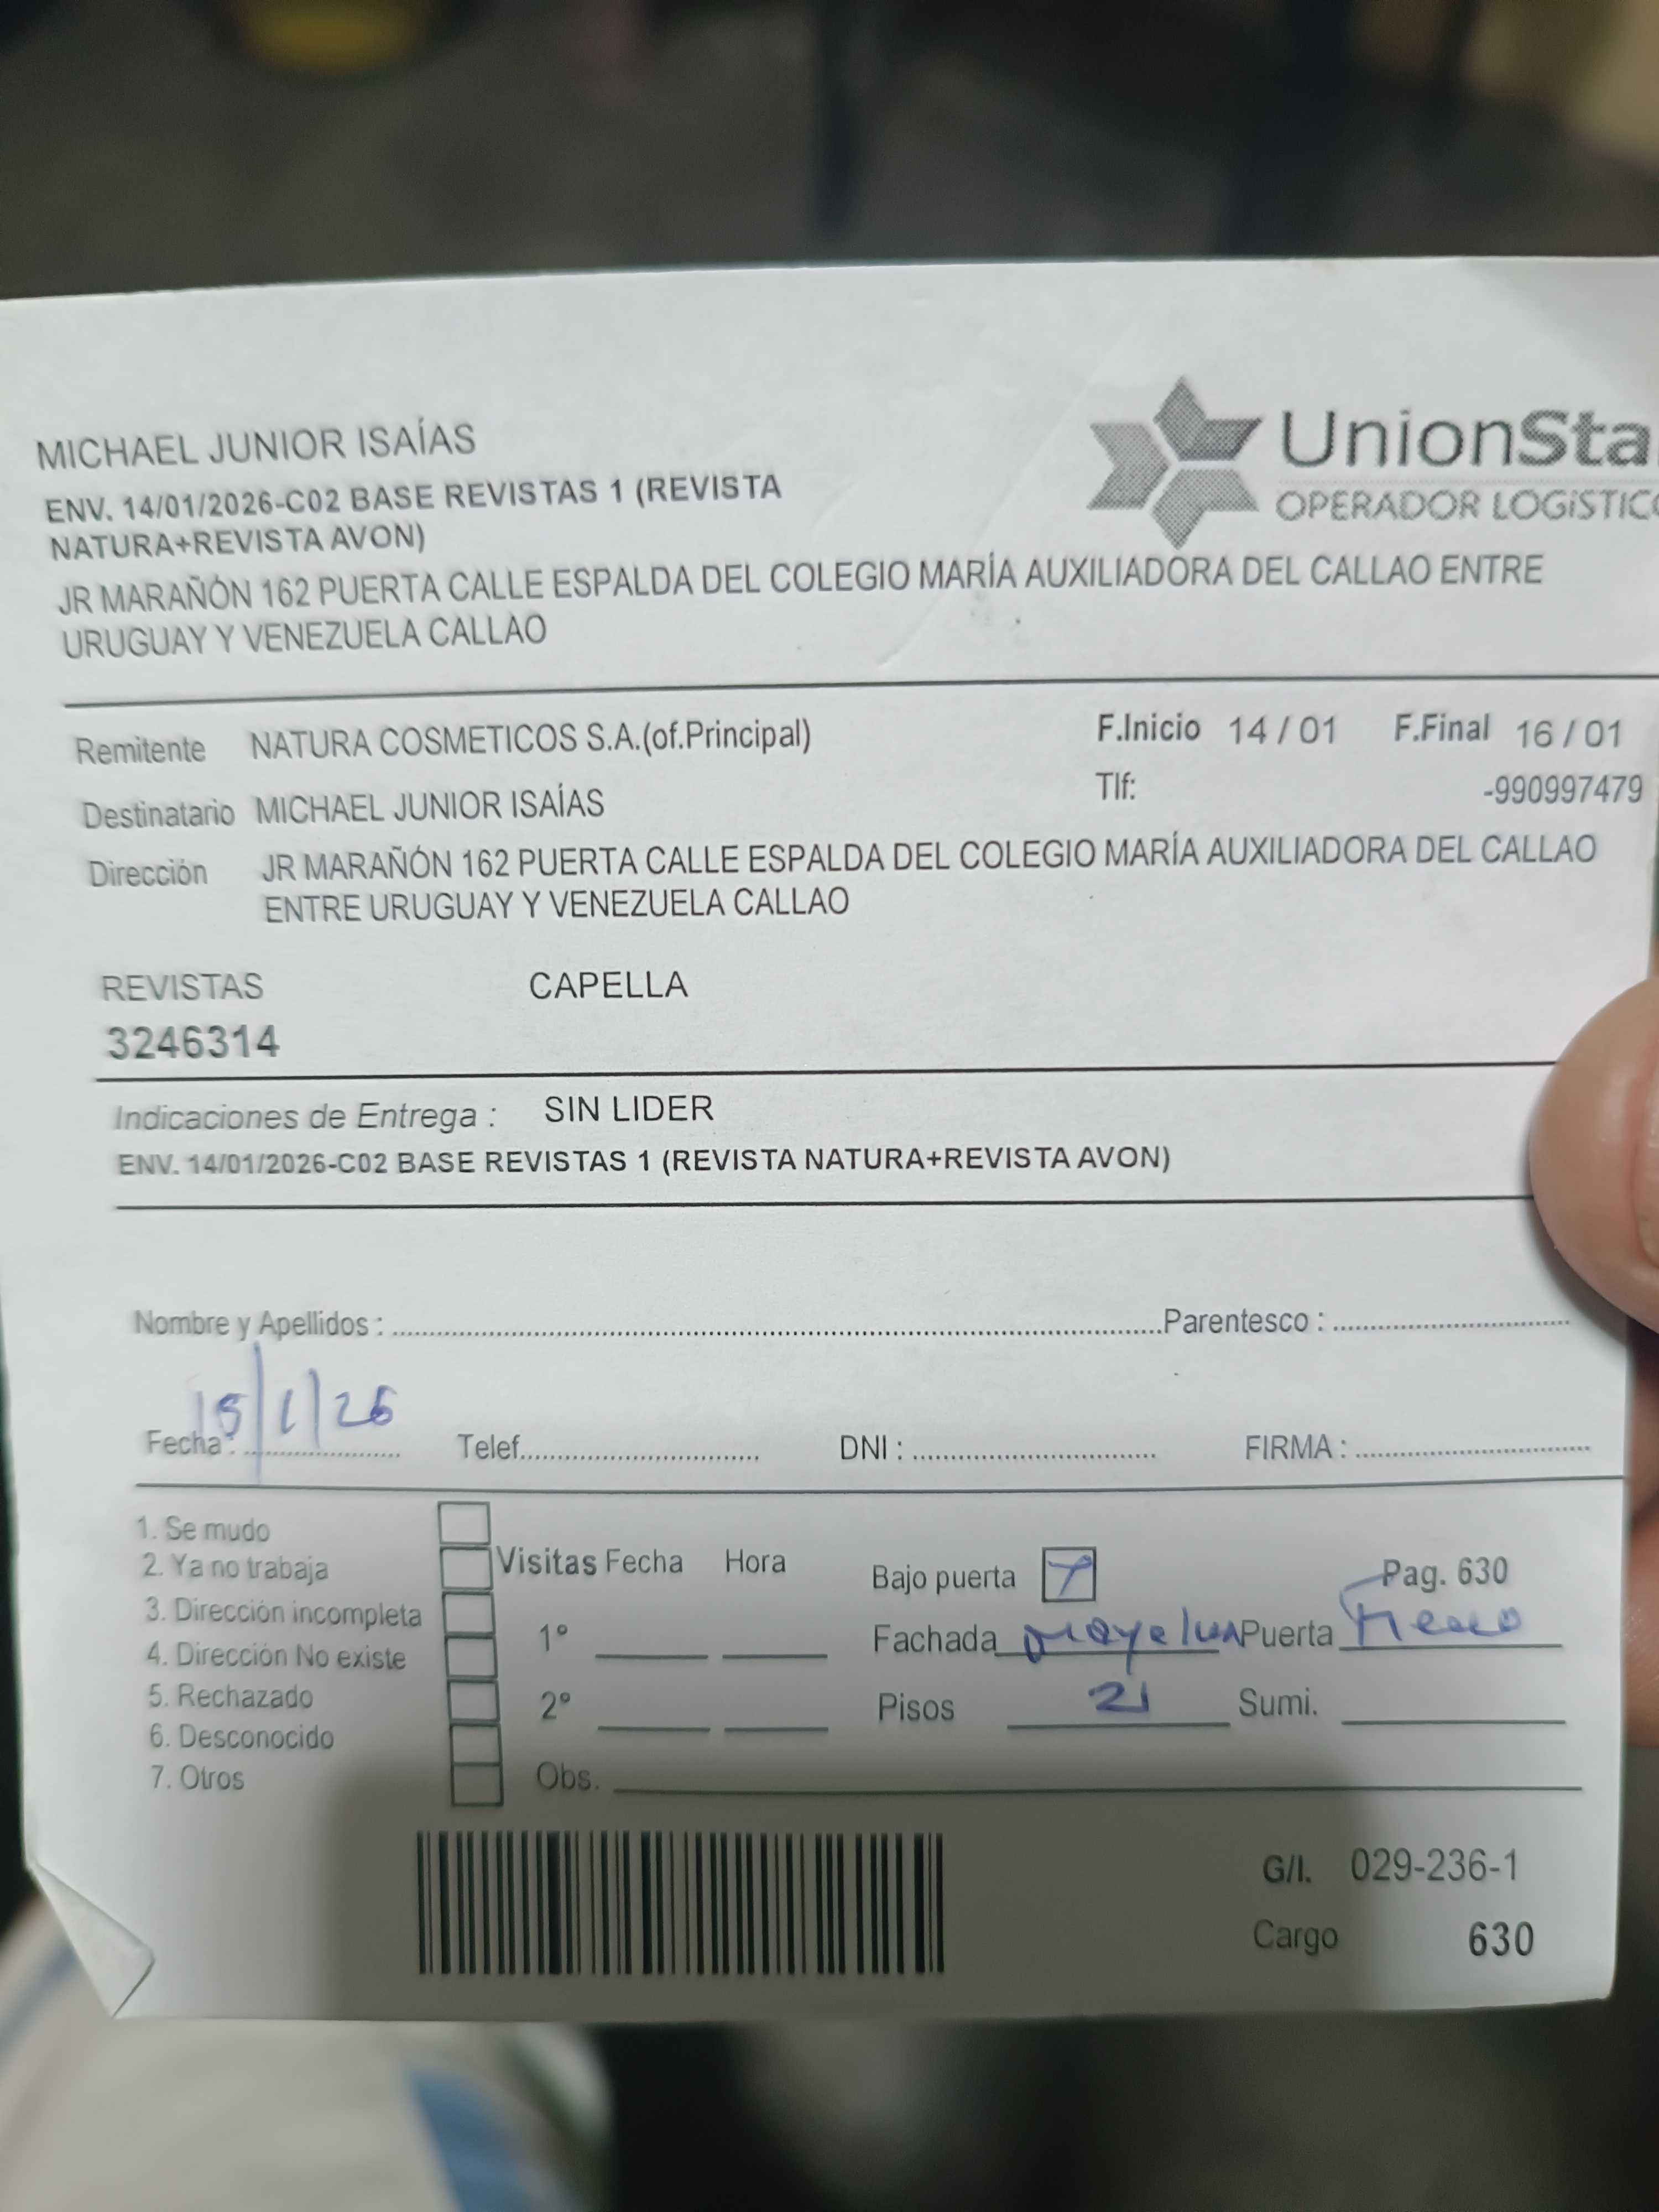 MICHAEL JUNIOR ISAÍAS
ENV. 14/01/2026-C02 BASE REVISTAS 1 (REVISTA
NATURA+REVISTA AVON)
UnionSta
OPERADOR LOGÍSTICO
JR MARAÑÓN 162 PUERTA CALLE ESPALDA DEL COLEGIO MARÍA AUXILIADORA DEL CALLAO ENTRE
URUGUAY Y VENEZUELA CALLAO
Remitente NATURA COSMETICOS S.A.(of.Principal) F.Inicio 14 / 01 F.Final 16 / 01
Destinatario MICHAEL JUNIOR ISAÍAS Tlf: -990997479
Dirección JR MARAÑÓN 162 PUERTA CALLE ESPALDA DEL COLEGIO MARÍA AUXILIADORA DEL CALLAO
ENTRE URUGUAY Y VENEZUELA CALLAO
REVISTAS CAPELLA
3246314
Indicaciones de Entrega : SIN LIDER
ENV. 14/01/2026-C02 BASE REVISTAS 1 (REVISTA NATURA+REVISTA AVON)
Nombre y Apellidos : Parentesco :
Fecha : 15/1/26 Telef. DNI : FIRMA :
1. Se mudo
2. Ya no trabaja
3. Dirección incompleta
4. Dirección No existe
5. Rechazado
6. Desconocido
7. Otros
Visitas Fecha Hora
1°
2°
Obs.
Bajo puerta Pag. 630
Fachada Puerta
Pisos 21 Sumi.
G/I. 029-236-1
Cargo 630